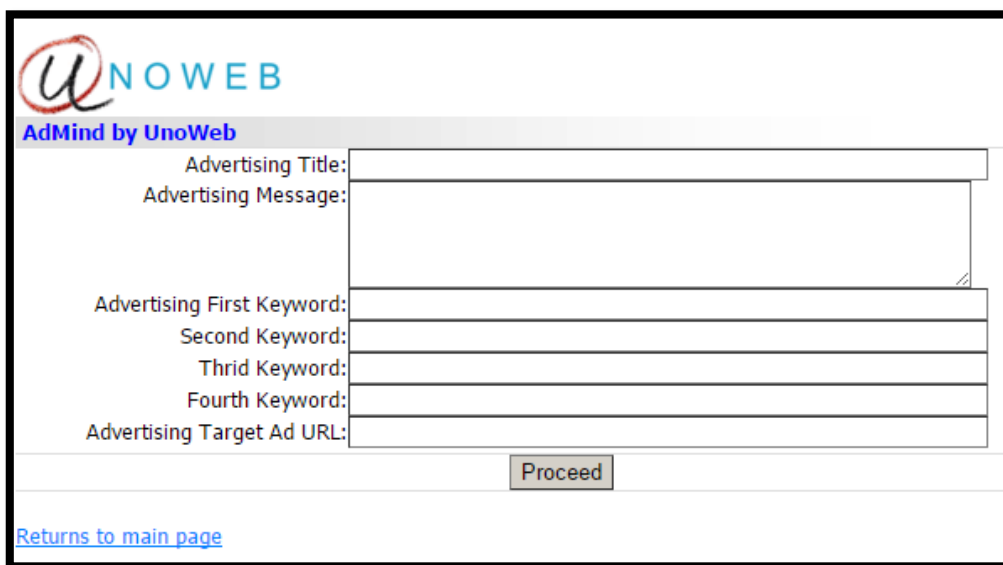 UNOWEB
AdMind by UnoWeb
Advertising Title:
Advertising Message:
Advertising First Keyword:
Second Keyword:
Thrid Keyword:
Fourth Keyword:
Advertising Target Ad URL:
Proceed
Returns to main page